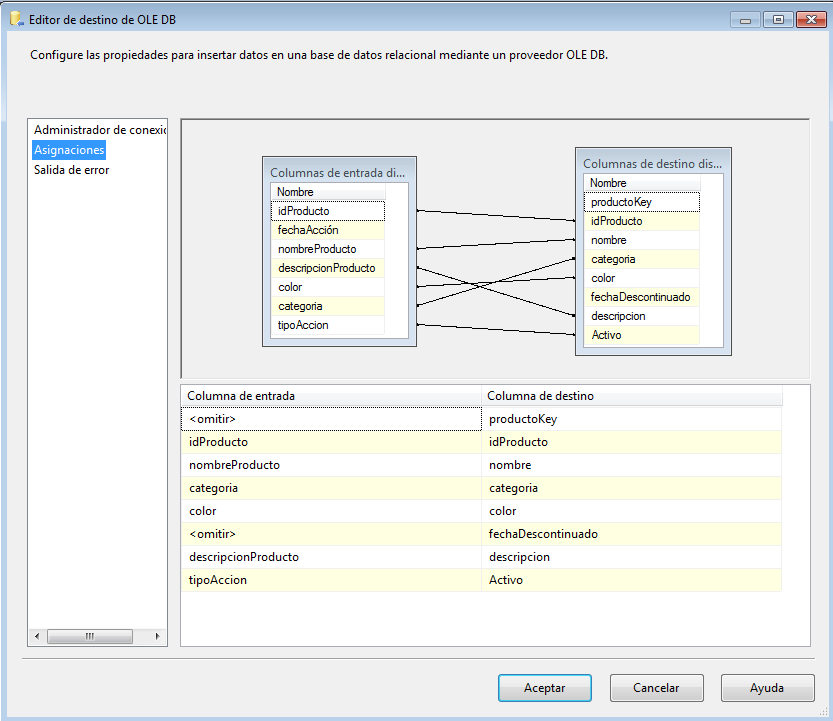 Editor de destino de OLE DB
Configure las propiedades para insertar datos en una base de datos relacional mediante un proveedor OLE DB.
Administrador de conexi
Asignaciones
Salida de error
Columnas de entrada di...
Nombre
idProducto
fechaAcción
nombreProducto
descripcionProducto
color
categoria
tipoAccion
Columnas de destino dis...
Nombre
productoKey
idProducto
nombre
categoria
color
fechaDescontinuado
descripcion
Activo
Columna de entrada Columna de destino
<omitir> productoKey
idProducto idProducto
nombreProducto nombre
categoria categoria
color color
<omitir> fechaDescontinuado
descripcionProducto descripcion
tipoAccion Activo
Aceptar Cancelar Ayuda